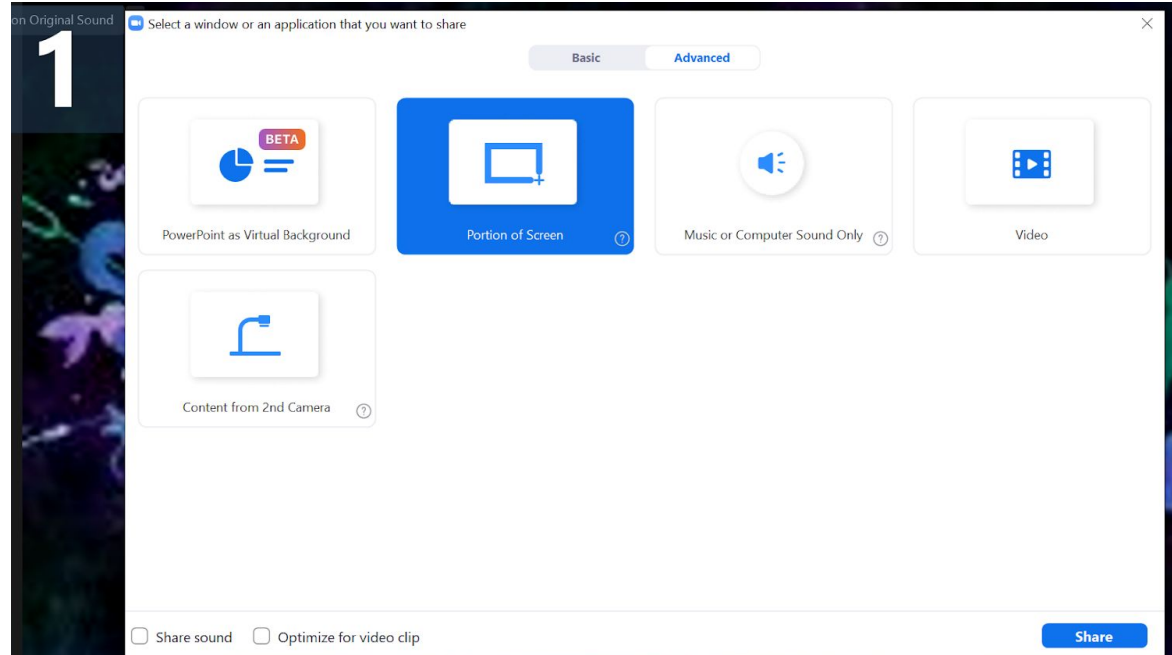 on Original Sound
1
Select a window or an application that you want to share
Basic
Advanced
BETA
PowerPoint as Virtual Background
Portion of Screen
?
Music or Computer Sound Only
?
Video
Content from 2nd Camera
?
Share sound
Optimize for video clip
Share